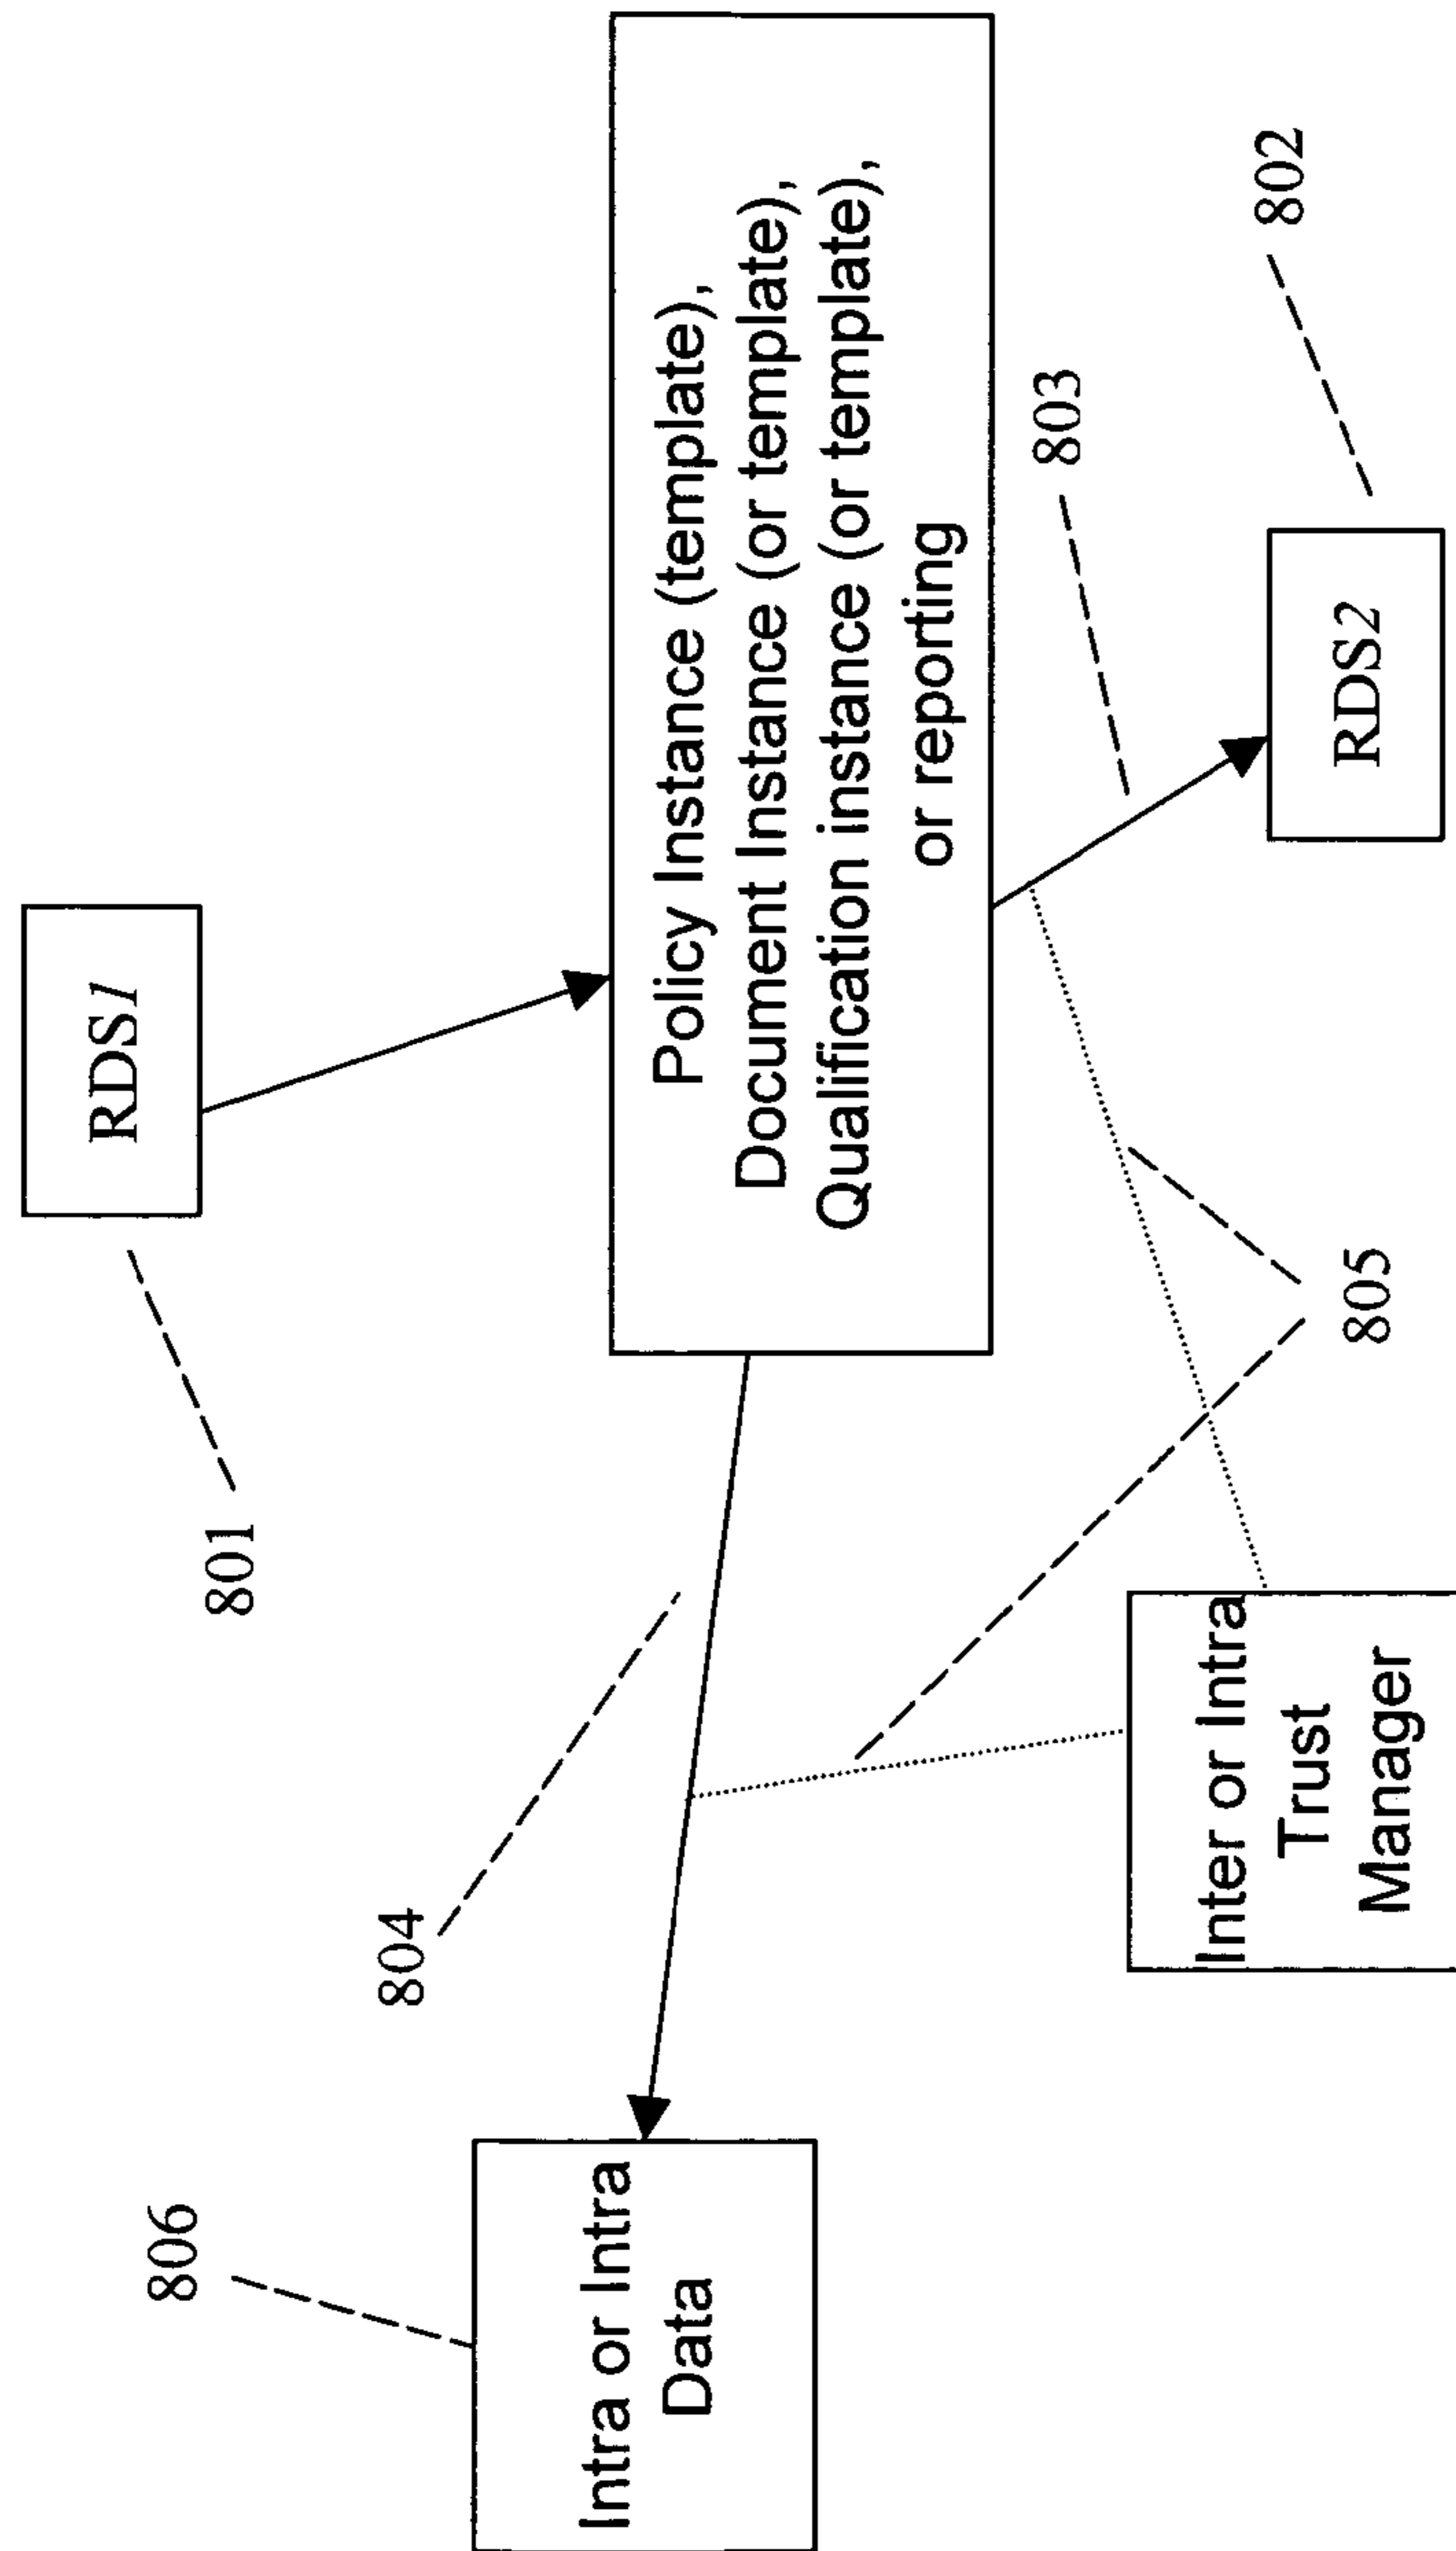 RDS1
806
801
804
Intra or Intra
Data
Policy Instance (template),
Document Instance (or template),
Qualification instance (or template),
or reporting
803
Inter or Intra
Trust
Manager
802
805
RDS2